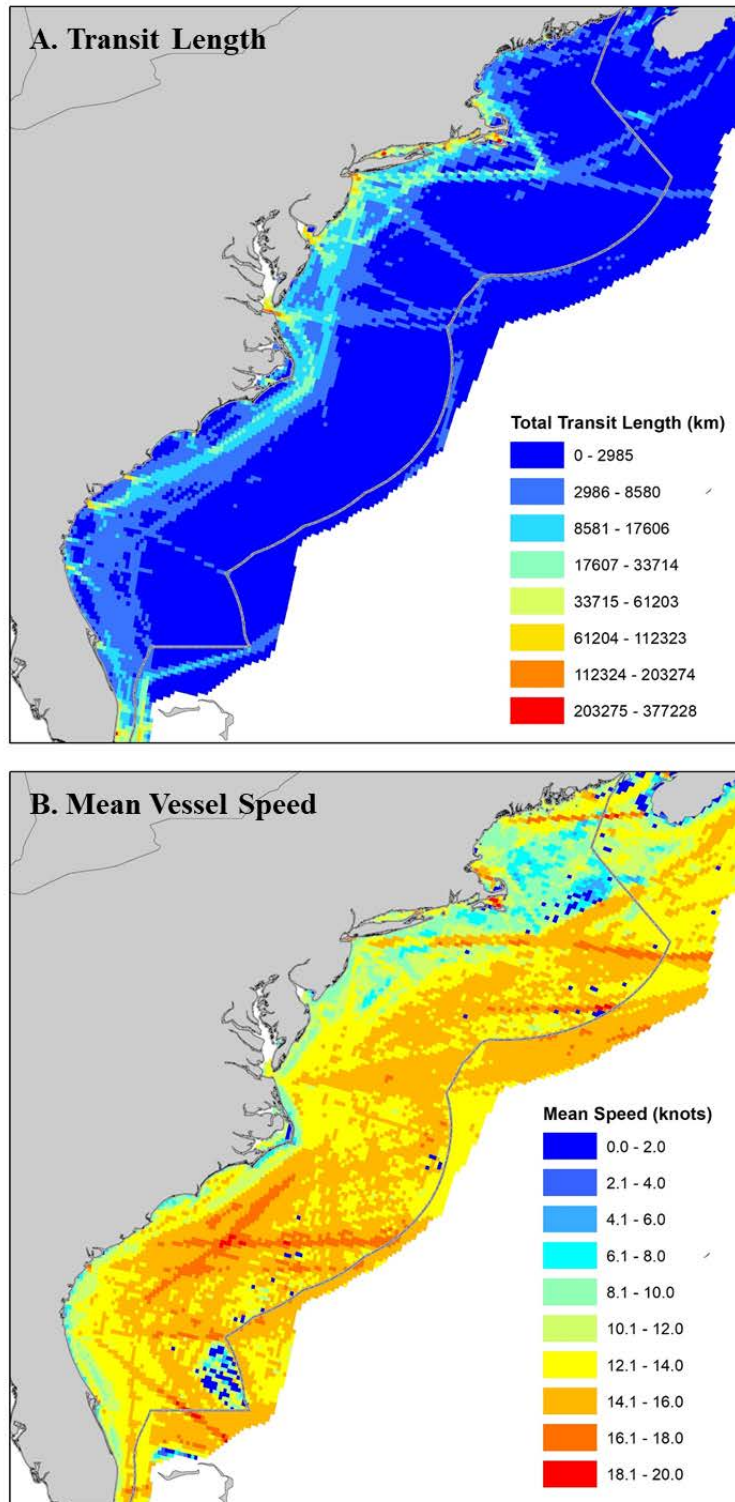 A. Transit Length
Total Transit Length (km)
0 - 2985
2986 - 8580
8581 - 17606
17607 - 33714
33715 - 61203
61204 - 112323
112324 - 203274
203275 - 377228
B. Mean Vessel Speed
Mean Speed (knots)
0.0 - 2.0
2.1 - 4.0
4.1 - 6.0
6.1 - 8.0
8.1 - 10.0
10.1 - 12.0
12.1 - 14.0
14.1 - 16.0
16.1 - 18.0
18.1 - 20.0